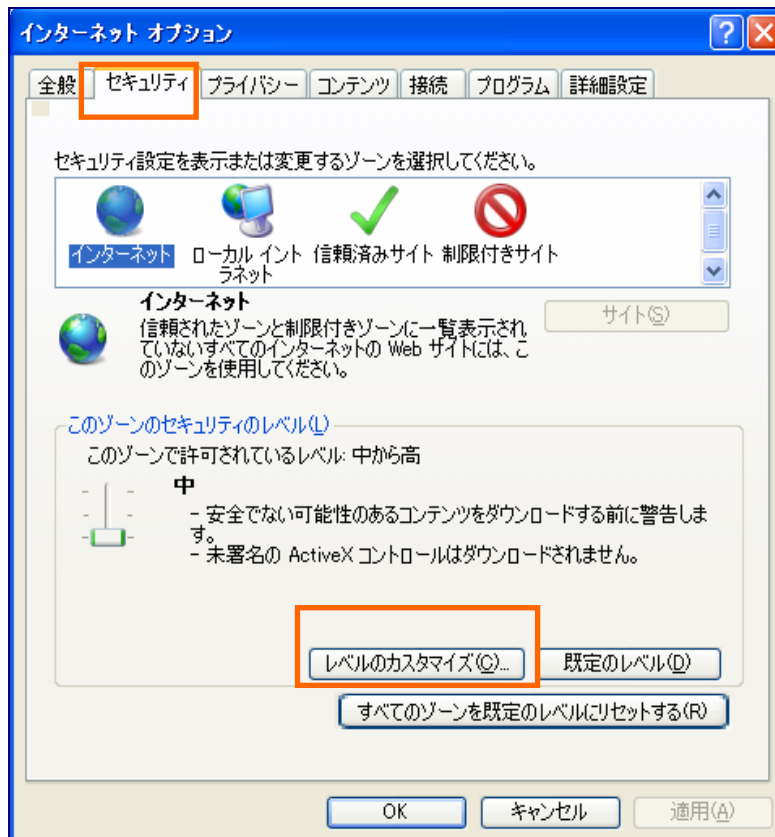 インターネット オプション
全般 セキュリティ プライバシー コンテンツ 接続 プログラム 詳細設定
セキュリティ設定を表示または変更するゾーンを選択してください。
インターネット ローカル イント 信頼済みサイト 制限付きサイト
ラネット
インターネット
サイト(S)
信頼されたゾーンと制限付きゾーンに一覧表示され
ていないすべてのインターネットの Web サイトには、こ
のゾーンを使用してください。
このゾーンのセキュリティのレベル(L)
このゾーンで許可されているレベル: 中から高
中
- 安全でない可能性のあるコンテンツをダウンロードする前に警告しま
す。
- 未署名の ActiveX コントロールはダウンロードされません。
レベルのカスタマイズ(C)... 既定のレベル(D)
すべてのゾーンを既定のレベルにリセットする(R)
OK キャンセル 適用(A)